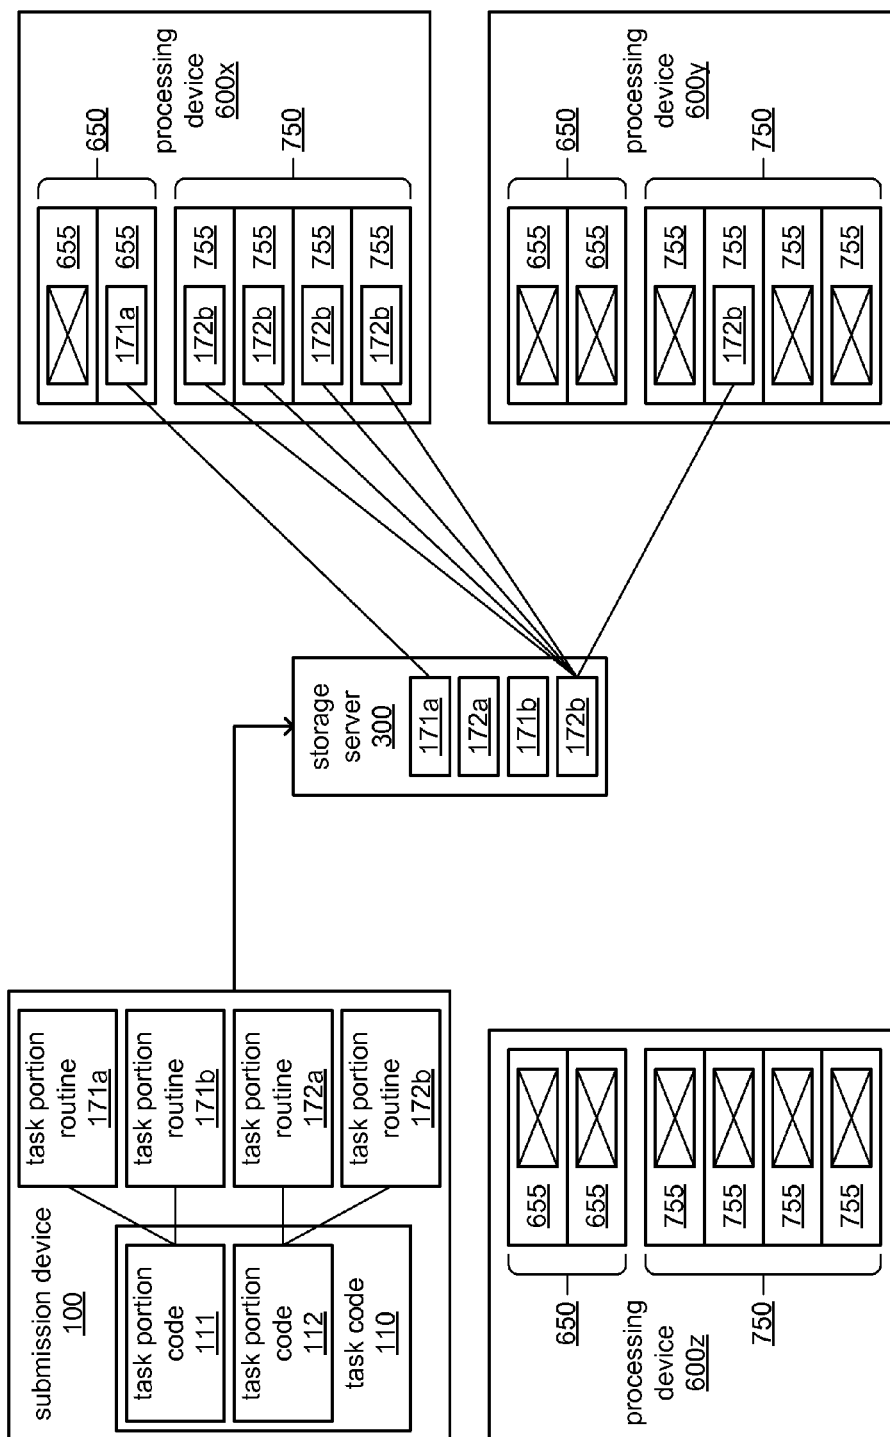 submission device
100
task portion
code
111
task portion
code
112
task code
110
task portion
routine
171a
task portion
routine
171b
task portion
routine
172a
task portion
routine
172b
storage
server
300
171a
172a
171b
172b
655
171a
655
172b
755
172b
755
172b
755
172b
755
650
750
processing
device
600x
655
655
755
172b
755
755
755
650
750
processing
device
600y
655
655
755
755
755
755
650
750
processing
device
600z